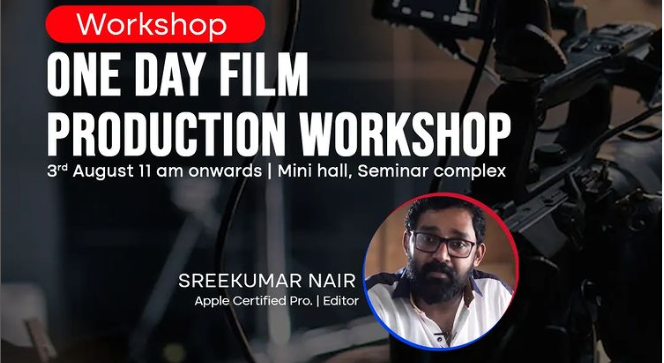 Workshop
ONE DAY FILM
PRODUCTION WORKSHOP
3rd August 11 am onwards | Mini hall, Seminar complex
SREEKUMAR NAIR
Apple Certified Pro. | Editor